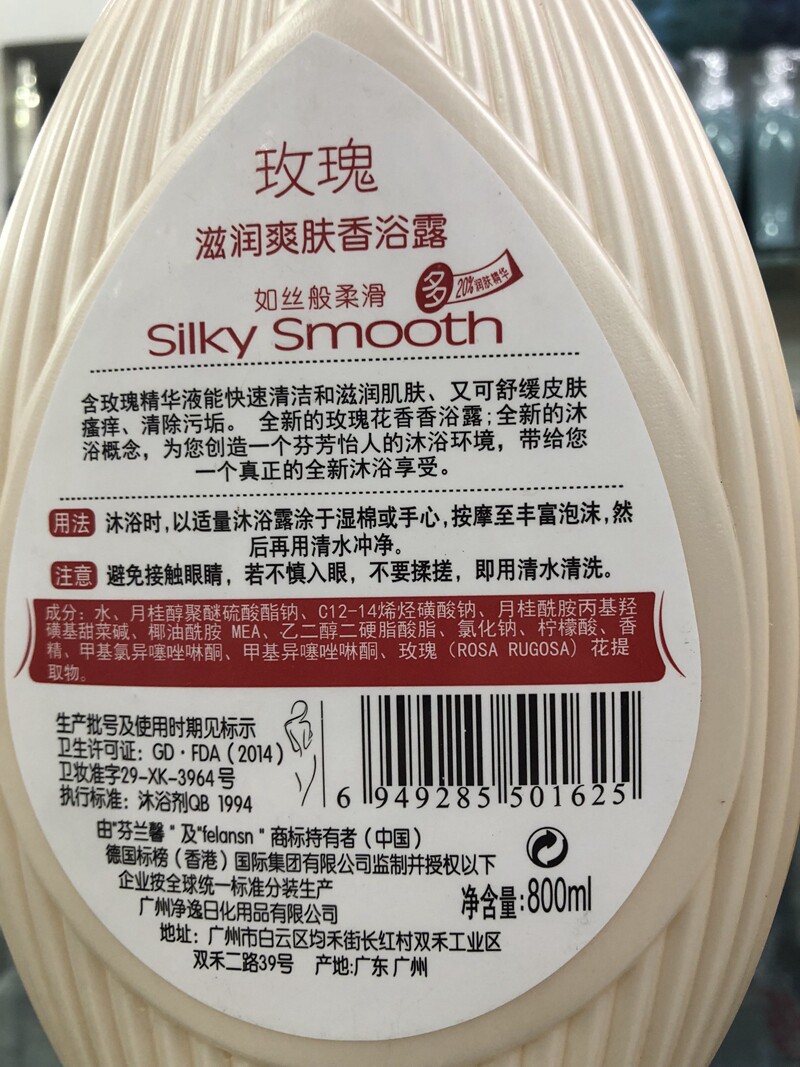 玫瑰
滋润爽肤香浴露
如丝般柔滑
多 20%润肤精华
Silky Smooth
含玫瑰精华液能快速清洁和滋润肌肤、又可舒缓皮肤
瘙痒、清除污垢。 全新的玫瑰花香香浴露;全新的沐
浴概念，为您创造一个芬芳怡人的沐浴环境，带给您
一个真正的全新沐浴享受。
用法 沐浴时,以适量沐浴露涂于湿棉或手心,按摩至丰富泡沫,然
后再用清水冲净。
注意 避免接触眼睛，若不慎入眼，不要揉搓，即用清水清洗。
成分：水、月桂醇聚醚硫酸酯钠、C12-14烯烃磺酸钠、月桂酰胺丙基羟
磺基甜菜碱、椰油酰胺 MEA、乙二醇二硬脂酸脂、氯化钠、柠檬酸、香
精、甲基氯异噻唑啉酮、甲基异噻唑啉酮、玫瑰（ROSA RUGOSA）花提
取物。
生产批号及使用时期见标示
卫生许可证：GD·FDA（2014）
卫妆准字29-XK-3964号
执行标准：沐浴剂QB 1994
6 949285 501625
由"芬兰馨"及"felansn"商标持有者（中国）
德国标榜（香港）国际集团有限公司监制并授权以下
企业按全球统一标准分装生产
广州净逸日化用品有限公司
净含量:800ml
地址：广州市白云区均禾街长红村双禾工业区
双禾二路39号 产地:广东 广州